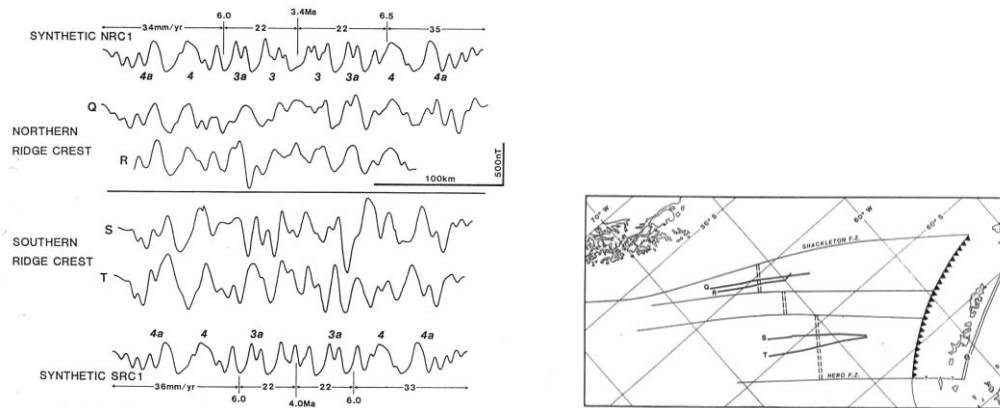 6.0 3.4Ma 6.5
34mm/yr 22 22 35
SYNTHETIC NRC1
4a 4 3a 3 3 3a 4 4a
Q
NORTHERN
RIDGE CREST
R
500nT
100km
S
SOUTHERN
RIDGE CREST
T
4a 4 3a 3a 4 4a
SYNTHETIC SRC1
36mm/yr 22 22 33
6.0 4.0Ma 6.0
70° W
56° S
60° W
60° S
SHACKLETON F.Z.
Q
R
S
T
HERO F.Z.